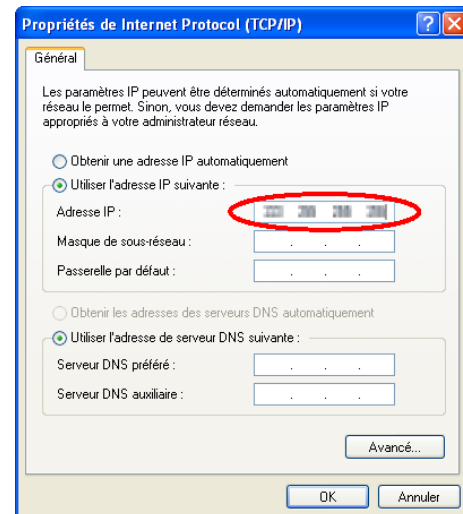 Propriétés de Internet Protocol (TCP/IP)
Général
Les paramètres IP peuvent être déterminés automatiquement si votre
réseau le permet. Sinon, vous devez demander les paramètres IP
appropriés à votre administrateur réseau.
Obtenir une adresse IP automatiquement
Utiliser l'adresse IP suivante :
Adresse IP :
Masque de sous-réseau :
Passerelle par défaut :
Obtenir les adresses des serveurs DNS automatiquement
Utiliser l'adresse de serveur DNS suivante :
Serveur DNS préféré :
Serveur DNS auxiliaire :
Avancé...
OK Annuler